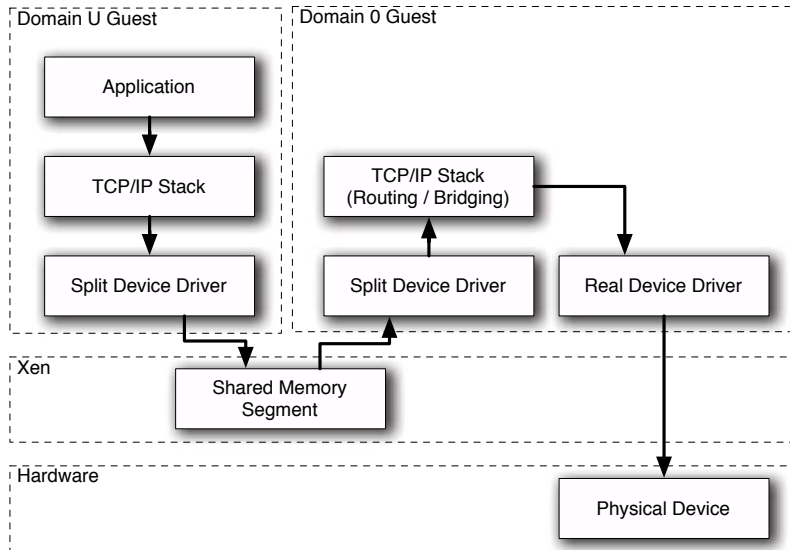 Domain U Guest
Domain 0 Guest
Application
TCP/IP Stack
TCP/IP Stack
(Routing / Bridging)
Split Device Driver
Split Device Driver
Real Device Driver
Xen
Shared Memory
Segment
Hardware
Physical Device